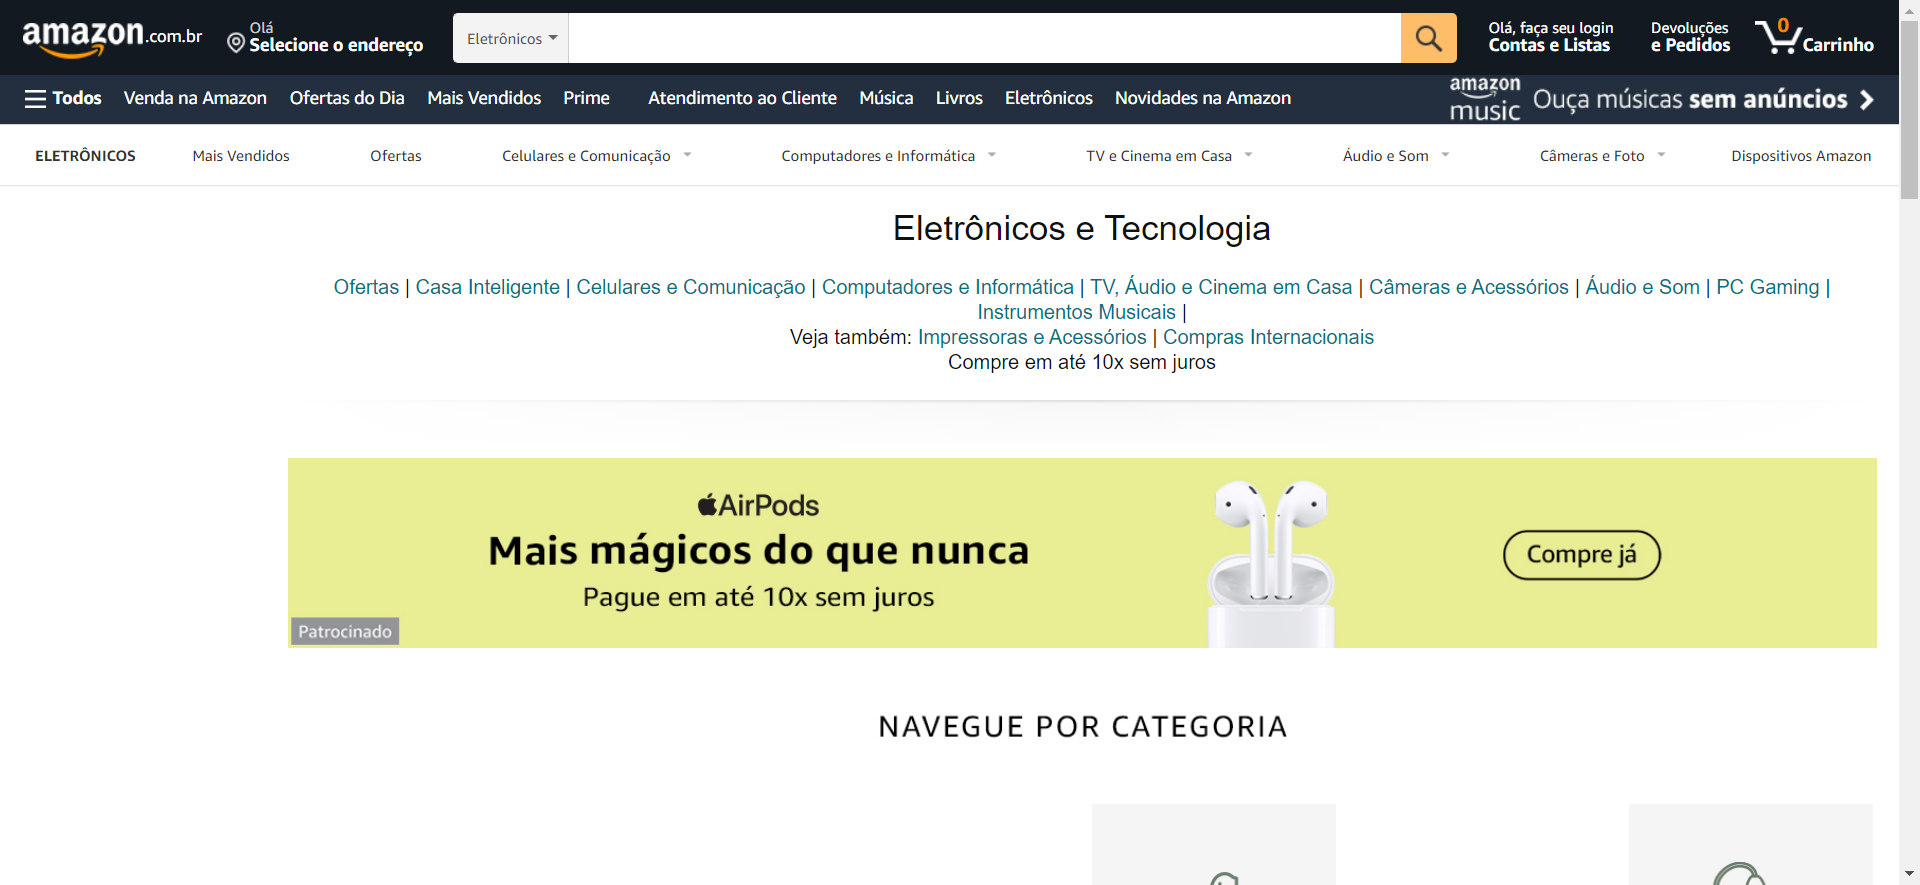 amazon.com.br
Olá
Selecione o endereço
Eletrônicos
Olá, faça seu login
Contas e Listas
Devoluções
e Pedidos
0
Carrinho
Todos Venda na Amazon Ofertas do Dia Mais Vendidos Prime Atendimento ao Cliente Música Livros Eletrônicos Novidades na Amazon
amazon music Ouça músicas sem anúncios
ELETRÔNICOS Mais Vendidos Ofertas Celulares e Comunicação Computadores e Informática TV e Cinema em Casa Áudio e Som Câmeras e Foto Dispositivos Amazon
Eletrônicos e Tecnologia
Ofertas | Casa Inteligente | Celulares e Comunicação | Computadores e Informática | TV, Áudio e Cinema em Casa | Câmeras e Acessórios | Áudio e Som | PC Gaming |
Instrumentos Musicais |
Veja também: Impressoras e Acessórios | Compras Internacionais
Compre em até 10x sem juros
AirPods
Mais mágicos do que nunca
Pague em até 10x sem juros
Compre já
Patrocinado
NAVEGUE POR CATEGORIA